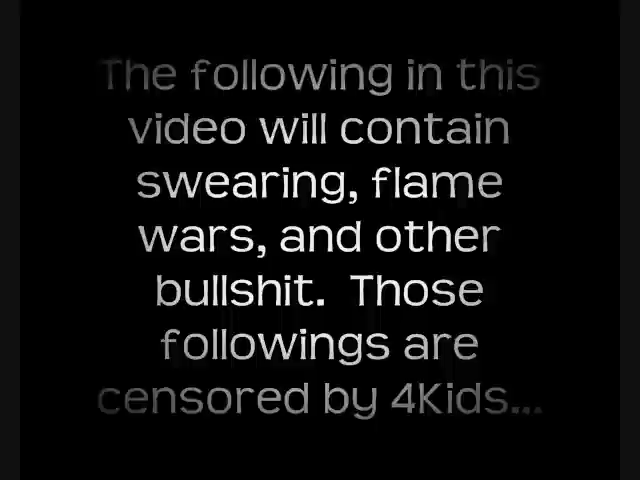 The following in this
video will contain
swearing, flame
wars, and other
bullshit.  Those
followings are
censored by 4Kids...